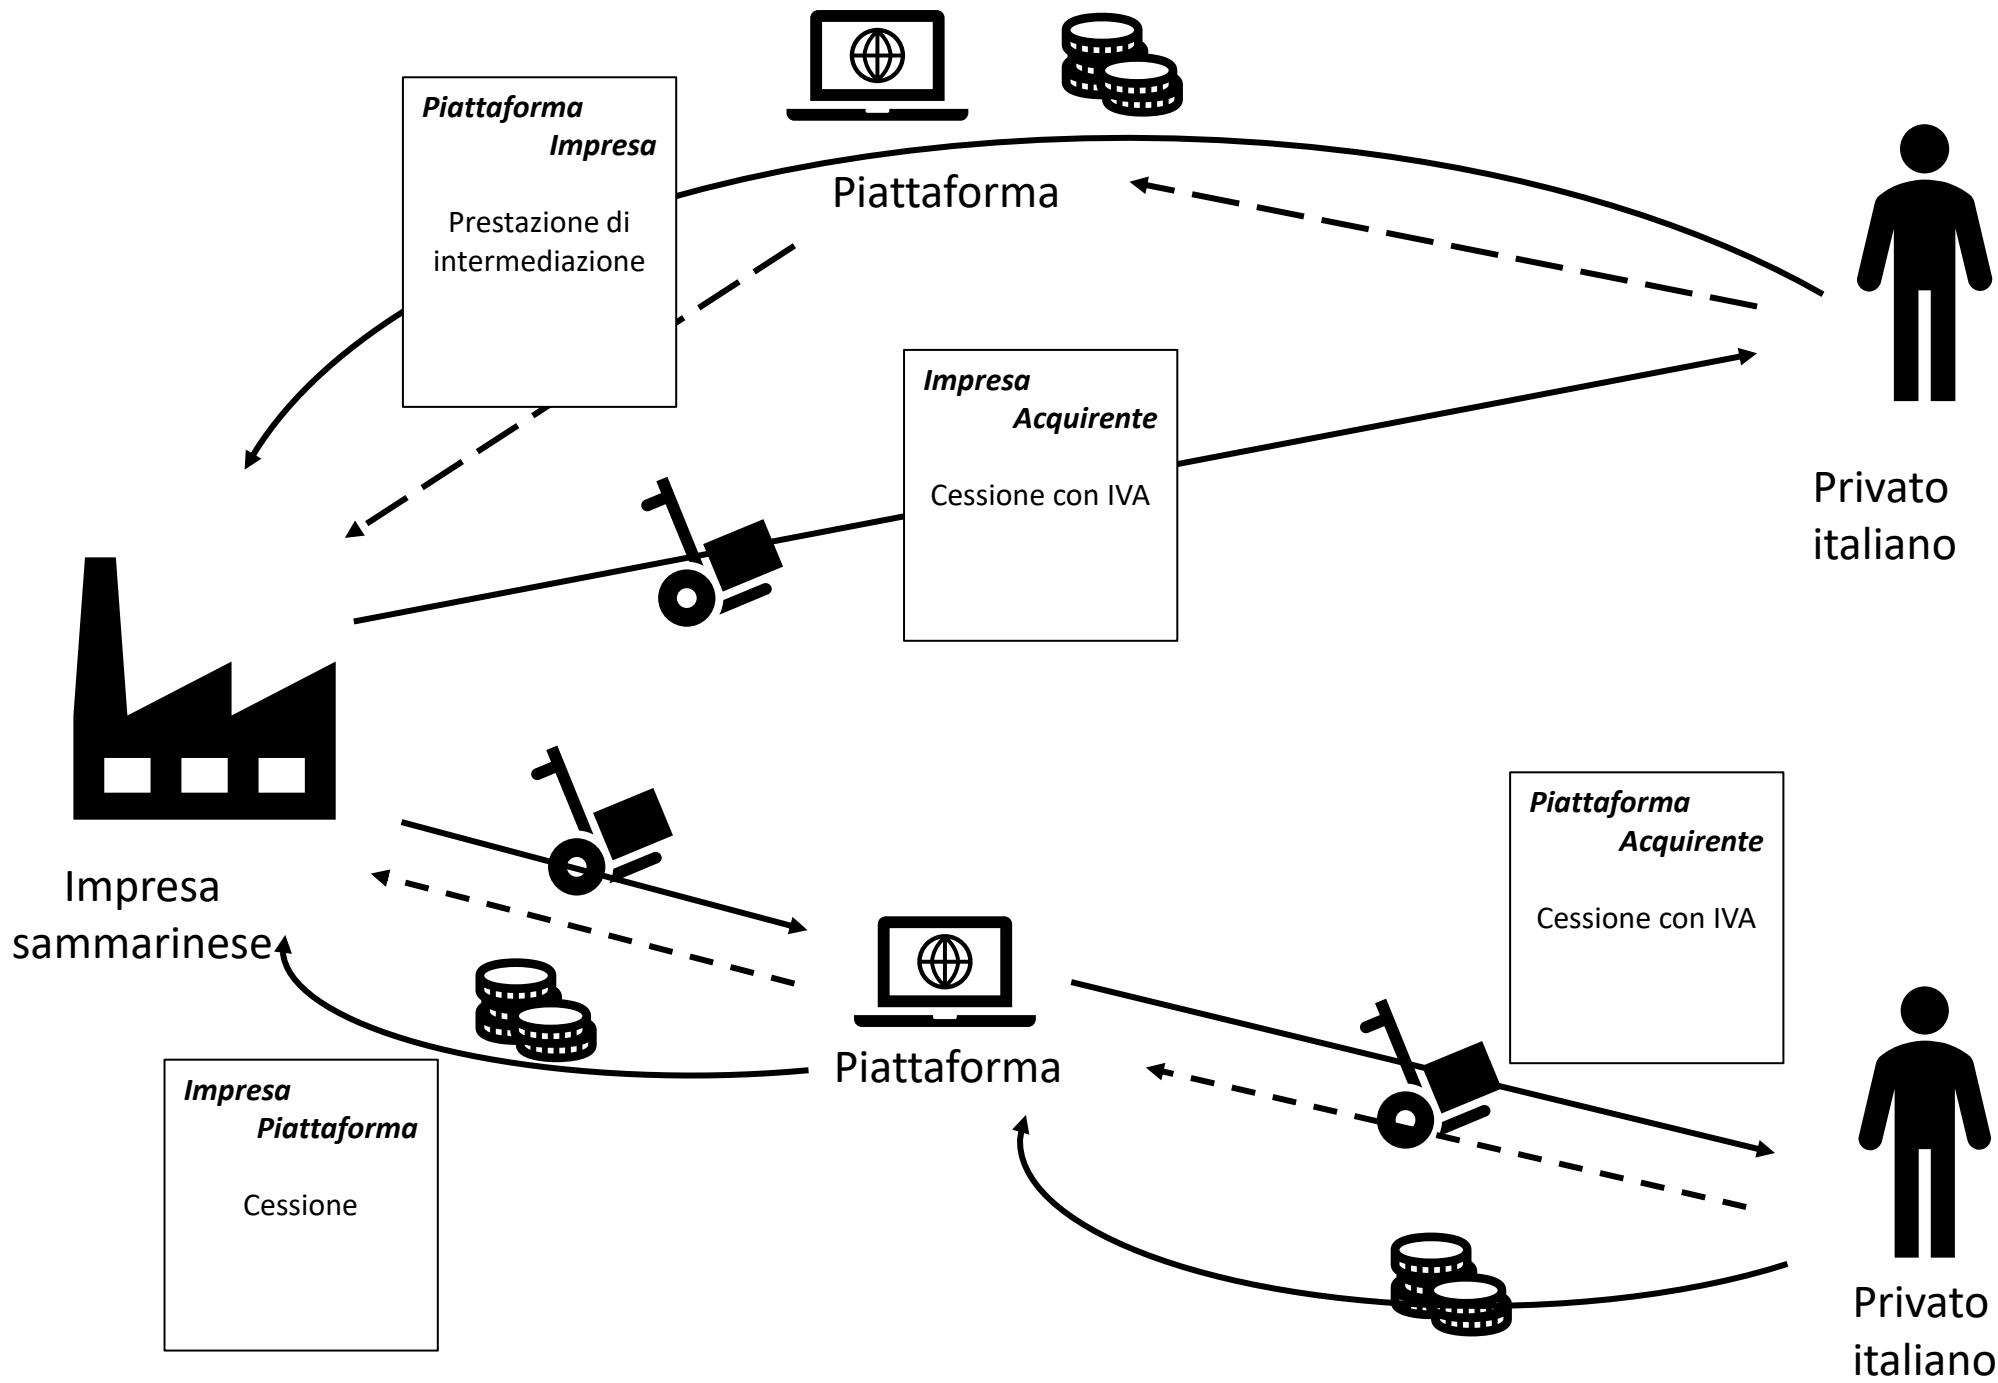 Piattaforma
Impresa
Prestazione di
intermediazione
Piattaforma
Impresa
Acquirente
Cessione con IVA
Privato
italiano
Impresa
sammarinese
Piattaforma
Acquirente
Cessione con IVA
Piattaforma
Impresa
Piattaforma
Cessione
Privato
italiano